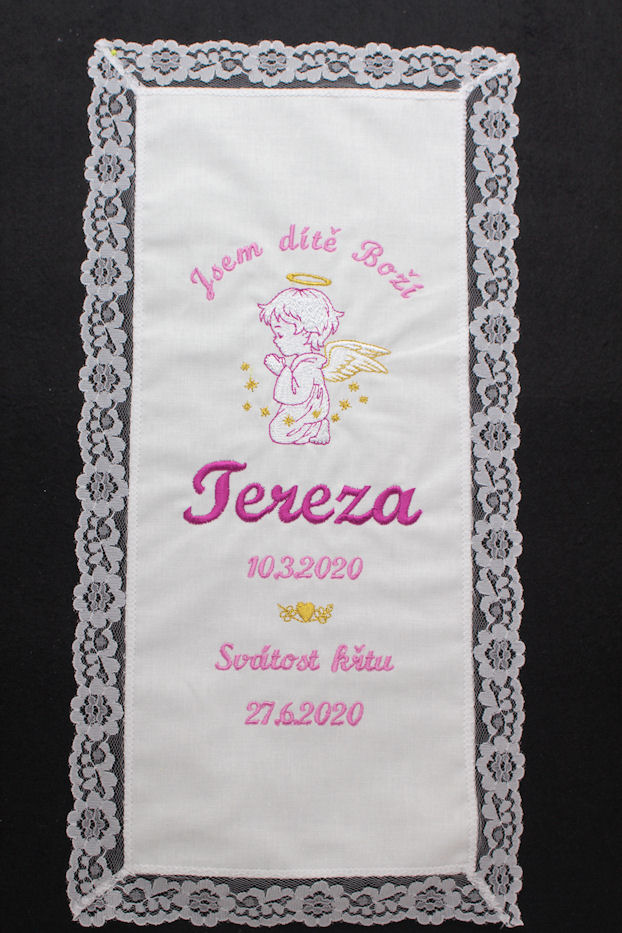 Jsem dítě Boží
Tereza
10.3.2020
Svátost křtu
27.6.2020